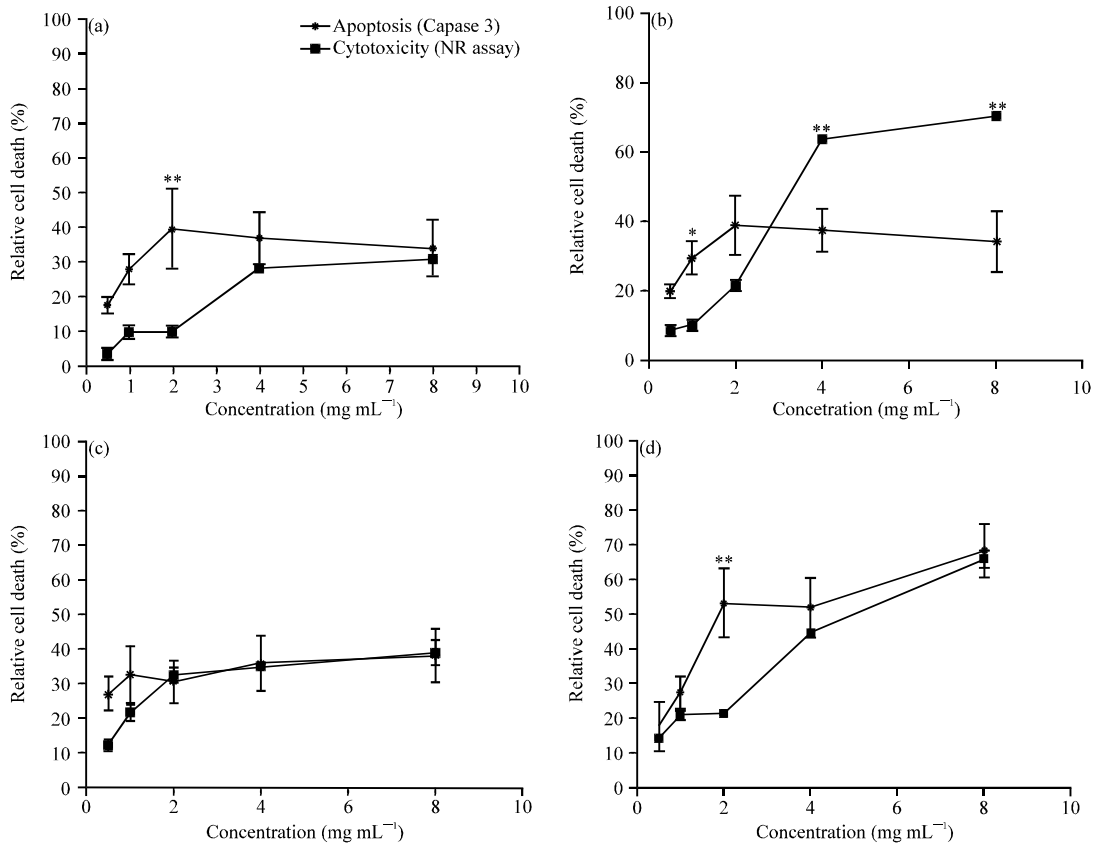 (a)
Apoptosis (Capase 3)
Cytotoxicity (NR assay)
Relative cell death (%)
100
90
80
70
60
50
40
30
20
10
0
**
0 1 2 3 4 5 6 7 8 9 10
Concentration (mg mL⁻¹)
(b)
Relative cell death (%)
100
80
60
40
20
0
*
**
**
0 2 4 6 8 10
Concetration (mg mL⁻¹)
(c)
Relative cell death (%)
100
90
80
70
60
50
40
30
20
10
0
0 2 4 6 8 10
Concentration (mg mL⁻¹)
(d)
Relative cell death (%)
100
90
80
70
60
50
40
30
20
10
0
**
0 2 4 6 8 10
Concentration (mg mL⁻¹)